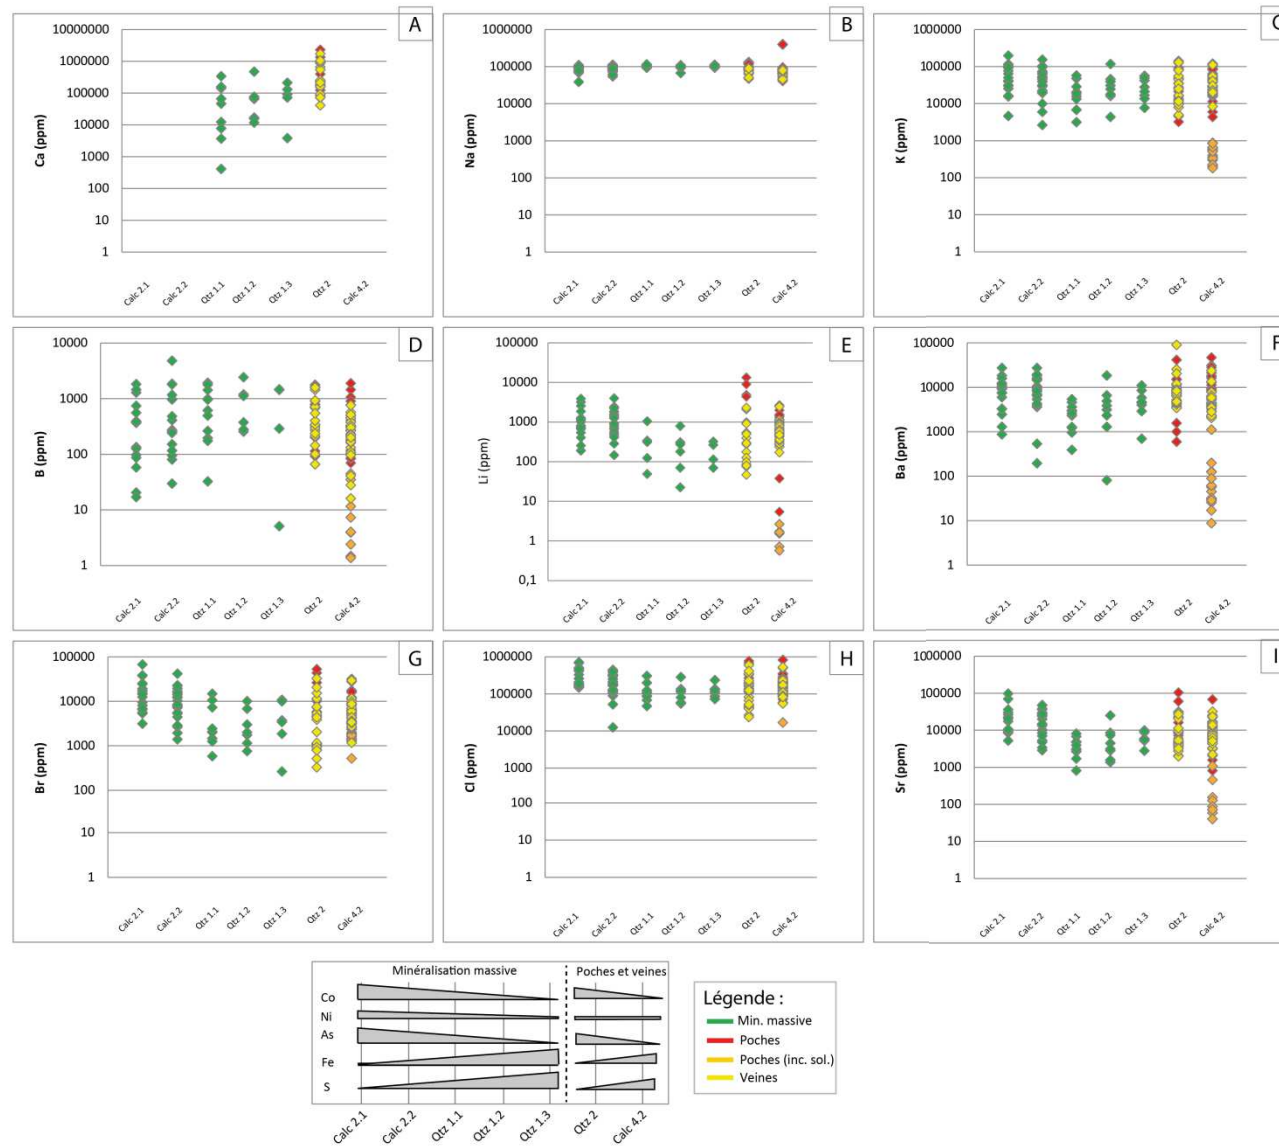 A
Ca (ppm)
10000000
1000000
100000
10000
1000
100
10
1
Calc 2.1
Calc 2.2
Qtz 1.1
Qtz 1.2
Qtz 1.3
Qtz 2
Calc 4.2
B
Na (ppm)
1000000
100000
10000
1000
100
10
1
Calc 2.1
Calc 2.2
Qtz 1.1
Qtz 1.2
Qtz 1.3
Qtz 2
Calc 4.2
K (ppm)
1000000
100000
10000
1000
100
10
1
Calc 2.1
Calc 2.2
Qtz 1.1
Qtz 1.2
Qtz 1.3
Qtz 2
Calc 4.2
D
B (ppm)
10000
1000
100
10
1
Calc 2.1
Calc 2.2
Qtz 1.1
Qtz 1.2
Qtz 1.3
Qtz 2
Calc 4.2
E
Li (ppm)
100000
10000
1000
100
10
1
0,1
Calc 2.1
Calc 2.2
Qtz 1.1
Qtz 1.2
Qtz 1.3
Qtz 2
Calc 4.2
F
Ba (ppm)
100000
10000
1000
100
10
1
Calc 2.1
Calc 2.2
Qtz 1.1
Qtz 1.2
Qtz 1.3
Qtz 2
Calc 4.2
G
Br (ppm)
100000
10000
1000
100
10
1
Calc 2.1
Calc 2.2
Qtz 1.1
Qtz 1.2
Qtz 1.3
Qtz 2
Calc 4.2
H
Cl (ppm)
1000000
100000
10000
1000
100
10
1
Calc 2.1
Calc 2.2
Qtz 1.1
Qtz 1.2
Qtz 1.3
Qtz 2
Calc 4.2
I
Sr (ppm)
1000000
100000
10000
1000
100
10
1
Calc 2.1
Calc 2.2
Qtz 1.1
Qtz 1.2
Qtz 1.3
Qtz 2
Calc 4.2
Minéralisation massive
Poches et veines
Co
Ni
As
Fe
S
Calc 2.1
Calc 2.2
Qtz 1.1
Qtz 1.2
Qtz 1.3
Qtz 2
Calc 4.2
Légende :
Min. massive
Poches
Poches (inc. sol.)
Veines